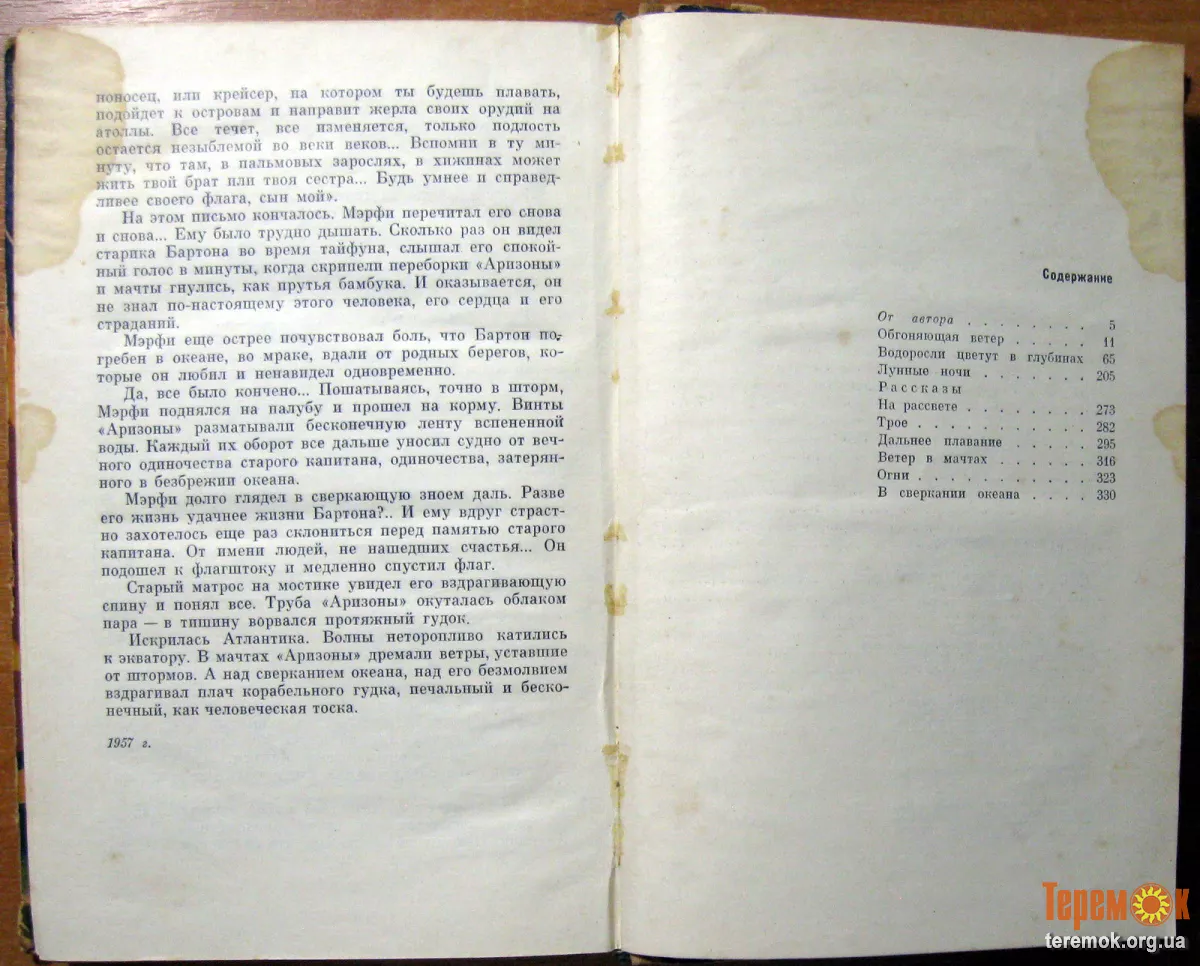 поносец, или крейсер, на котором ты будешь плавать,
подойдет к островам и направит жерла своих орудий на
атоллы. Все течет, все изменяется, только подлость
остается незыблемой во веки веков... Вспомни в ту ми-
нуту, что там, в пальмовых зарослях, в хижинах может
жить твой брат или твоя сестра... Будь умнее и справед-
ливее своего флага, сын мой».
На этом письмо кончалось. Мэрфи перечитал его снова
и снова... Ему было трудно дышать. Сколько раз он видел
старика Бартона во время тайфуна, слышал его спокой-
ный голос в минуты, когда скрипели переборки «Аризоны»
и мачты гнулись, как прутья бамбука. И оказывается, он
не знал по-настоящему этого человека, его сердца и его
страданий.
Мэрфи еще острее почувствовал боль, что Бартон по-
гребен в океане, во мраке, вдали от родных берегов, ко-
торые он любил и ненавидел одновременно.
Да, все было кончено... Пошатываясь, точно в шторм,
Мэрфи поднялся на палубу и прошел на корму. Винты
«Аризоны» разматывали бесконечную ленту вспененной
воды. Каждый их оборот все дальше уносил судно от веч-
ного одиночества старого капитана, одиночества, затерян-
ного в безбрежии океана.
Мэрфи долго глядел в сверкающую зноем даль. Разве
его жизнь удачнее жизни Бартона?.. И ему вдруг страст-
но захотелось еще раз склониться перед памятью старого
капитана. От имени людей, не нашедших счастья... Он
подошел к флагштоку и медленно спустил флаг.
Старый матрос на мостике увидел его вздрагивающую
спину и понял все. Труба «Аризоны» окуталась облаком
пара — в тишину ворвался протяжный гудок.
Искрилась Атлантика. Волны неторопливо катились
к экватору. В мачтах «Аризоны» дремали ветры, уставшие
от штормов. А над сверканием океана, над его безмолвием
вздрагивал плач корабельного гудка, печальный и беско-
нечный, как человеческая тоска.
1957 г.
Содержание
От автора . . . . . . . . 5
Обгоняющая ветер . . . . . 11
Водоросли цветут в глубинах 65
Лунные ночи . . . . . . . 205
Рассказы
На рассвете . . . . . . . . 273
Трое . . . . . . . . . . . 282
Дальнее плавание . . . . . 295
Ветер в мачтах . . . . . . 316
Огни . . . . . . . . . . . 323
В сверкании океана . . . . 330
Теремок
teremok.org.ua